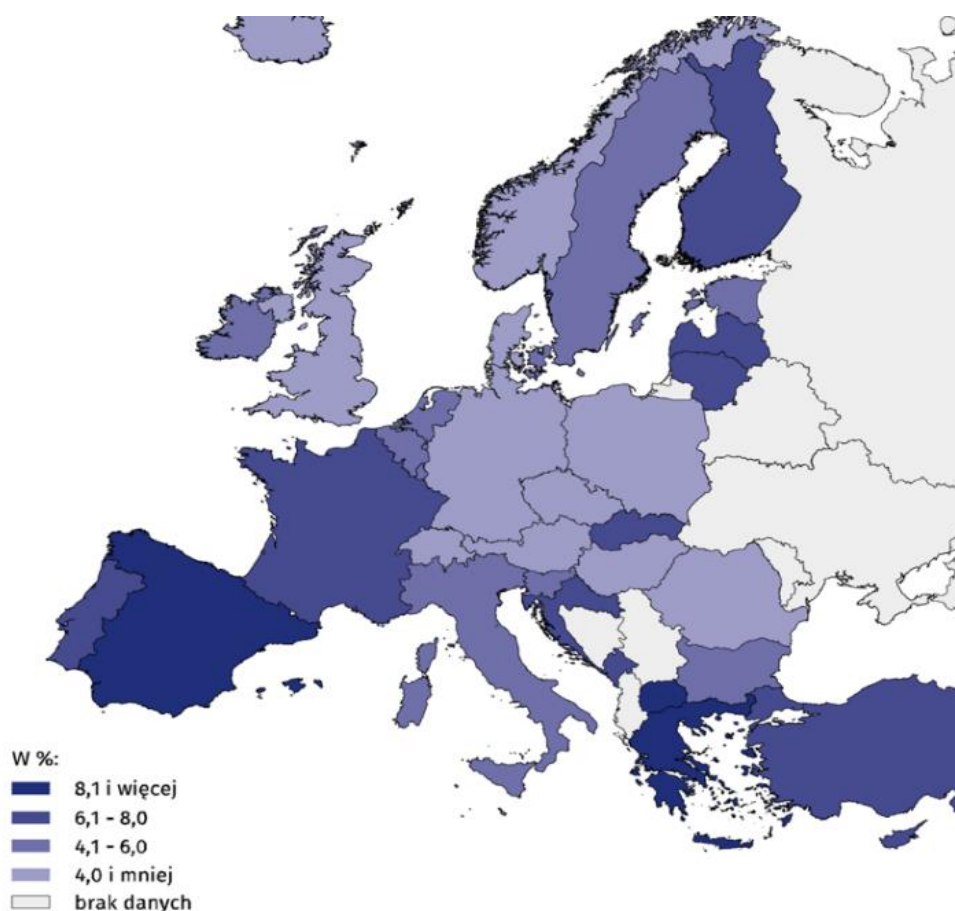 W %:
8,1 i więcej
6,1 - 8,0
4,1 - 6,0
4,0 i mniej
brak danych